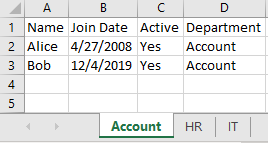 A B C D
1 Name Join Date Active Department
2 Alice 4/27/2008 Yes Account
3 Bob 12/4/2019 Yes Account
4
5
Account HR IT